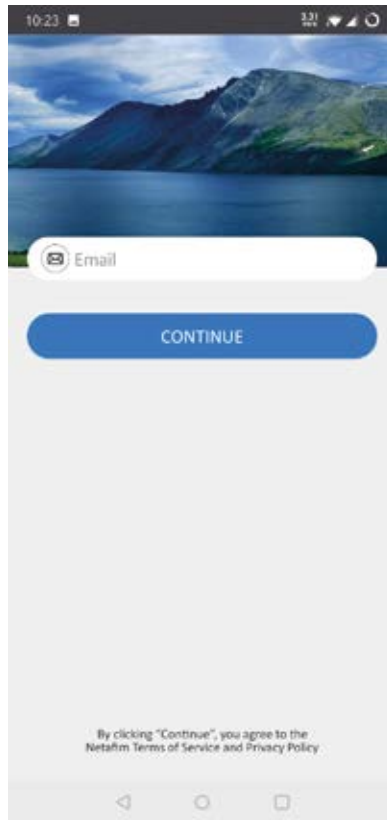 10:23
Email
CONTINUE
By clicking "Continue", you agree to the
Netafim Terms of Service and Privacy Policy